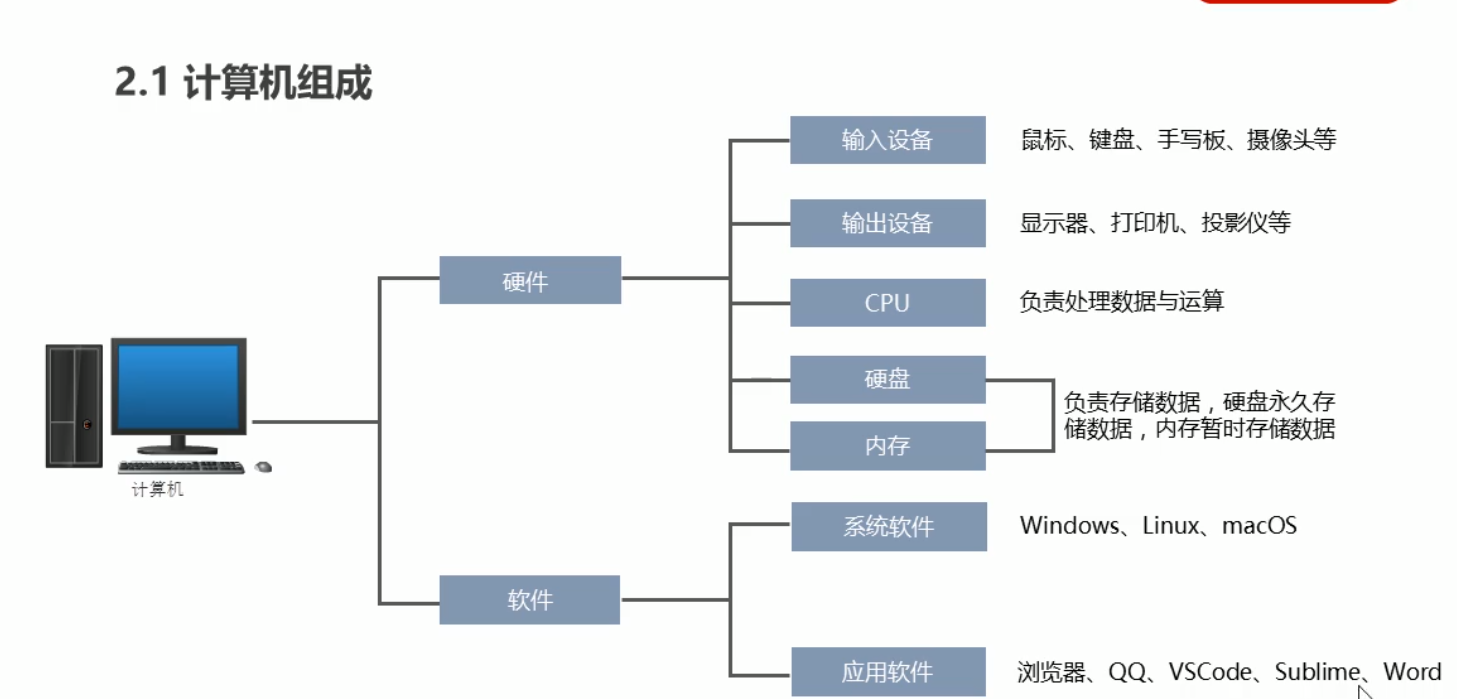 2.1 计算机组成
输入设备
鼠标、键盘、手写板、摄像头等
输出设备
显示器、打印机、投影仪等
硬件
CPU
负责处理数据与运算
硬盘
内存
负责存储数据，硬盘永久存
储数据，内存暂时存储数据
计算机
系统软件
Windows、Linux、macOS
软件
应用软件
浏览器、QQ、VSCode、Sublime、Word